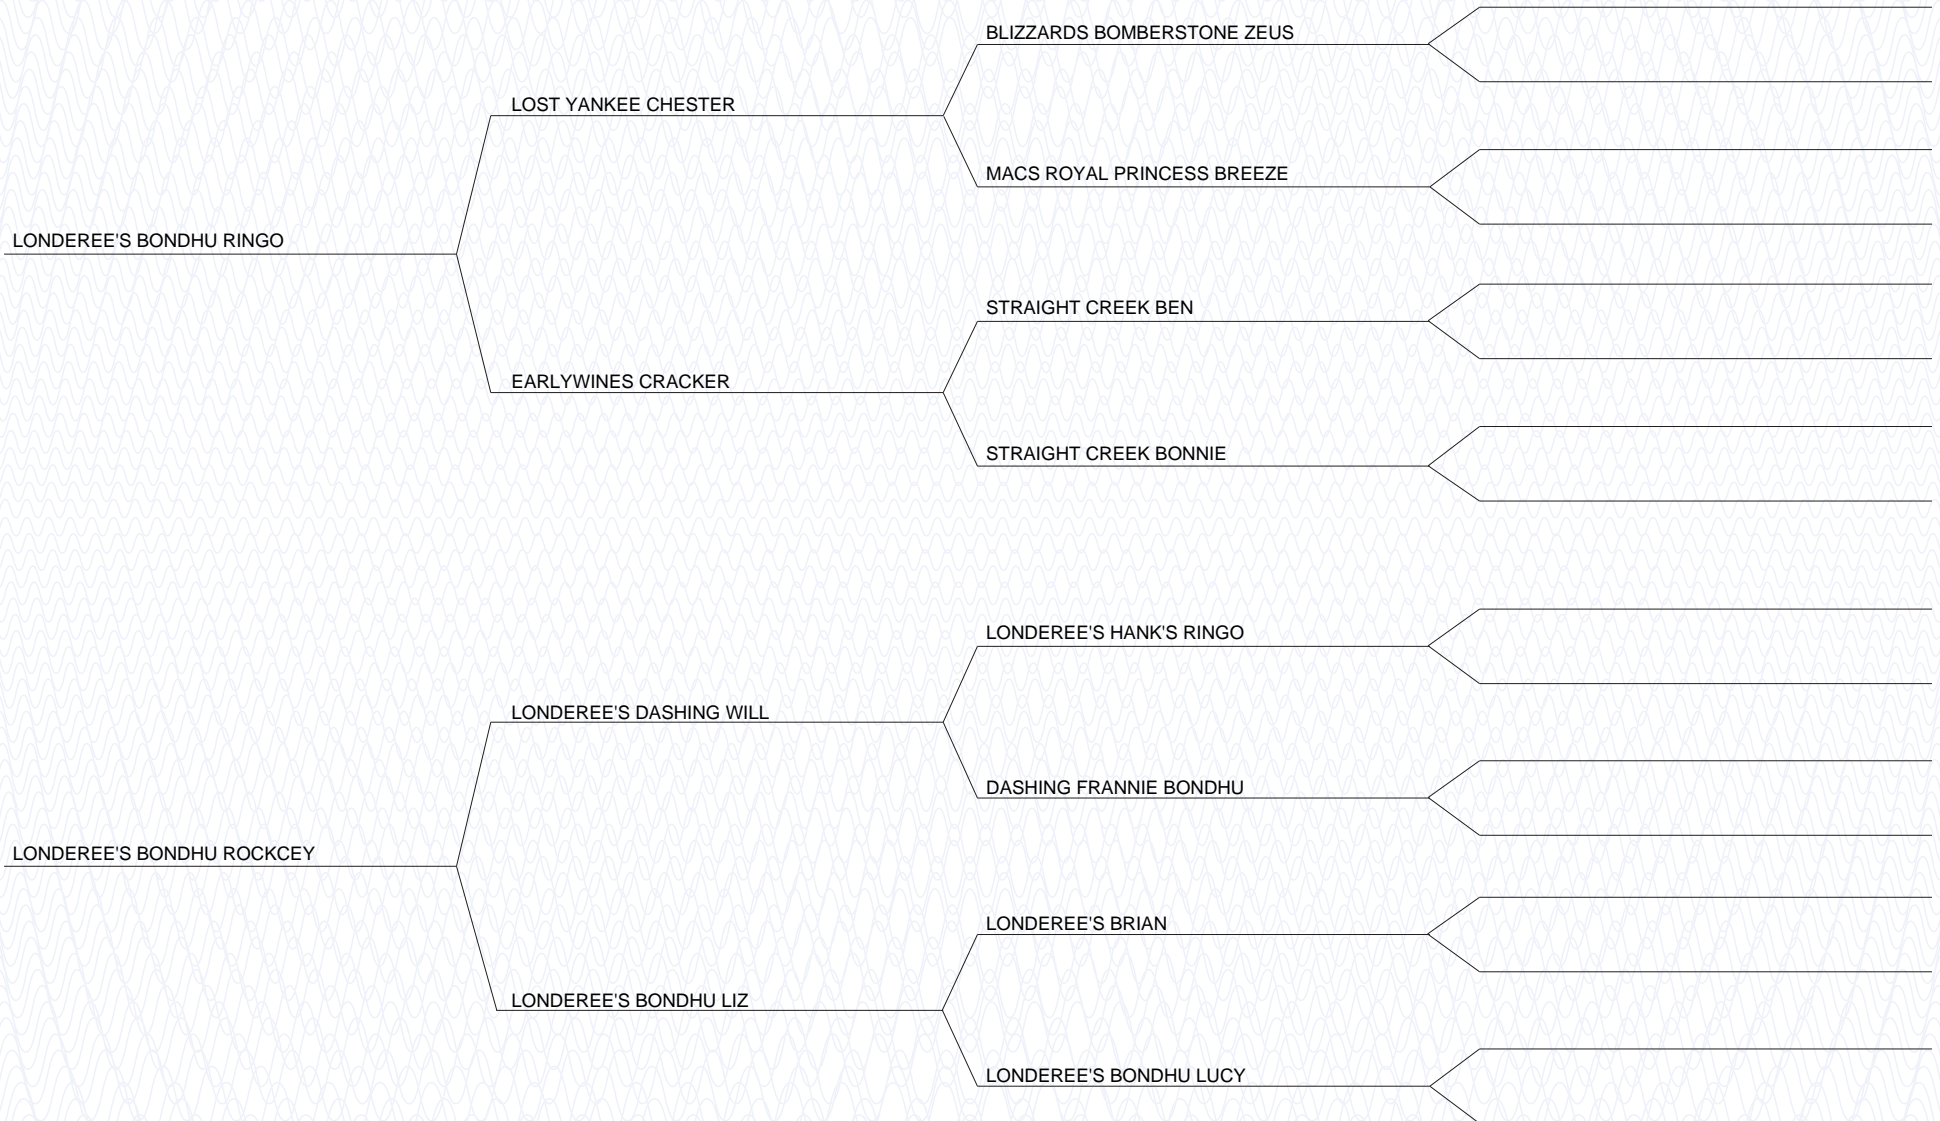 BLIZZARDS BOMBERSTONE ZEUS
LOST YANKEE CHESTER
MACS ROYAL PRINCESS BREEZE
LONDEREE'S BONDHU RINGO
STRAIGHT CREEK BEN
EARLYWINES CRACKER
STRAIGHT CREEK BONNIE
LONDEREE'S HANK'S RINGO
LONDEREE'S DASHING WILL
DASHING FRANNIE BONDHU
LONDEREE'S BONDHU ROCKCEY
LONDEREE'S BRIAN
LONDEREE'S BONDHU LIZ
LONDEREE'S BONDHU LUCY